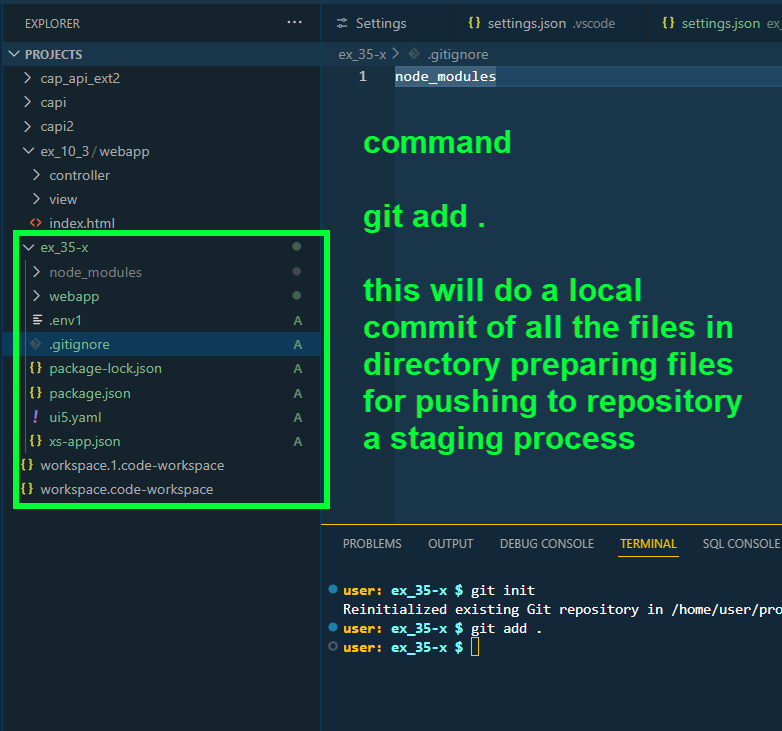 EXPLORER
···
Settings
{} settings.json .vscode
{} settings.json
PROJECTS
cap_api_ext2
capi
capi2
ex_10_3 / webapp
controller
view
<> index.html
ex_35-x
node_modules
webapp
.env1 A
.gitignore A
{} package-lock.json A
{} package.json A
! ui5.yaml A
{} xs-app.json A
{} workspace.1.code-workspace
{} workspace.code-workspace
ex_35-x > .gitignore
1 node_modules
command
git add .
this will do a local
commit of all the files in
directory preparing files
for pushing to repository
a staging process
PROBLEMS OUTPUT DEBUG CONSOLE TERMINAL SQL CONSOLE
user: ex_35-x $ git init
Reinitialized existing Git repository in /home/user/pro
user: ex_35-x $ git add .
user: ex_35-x $